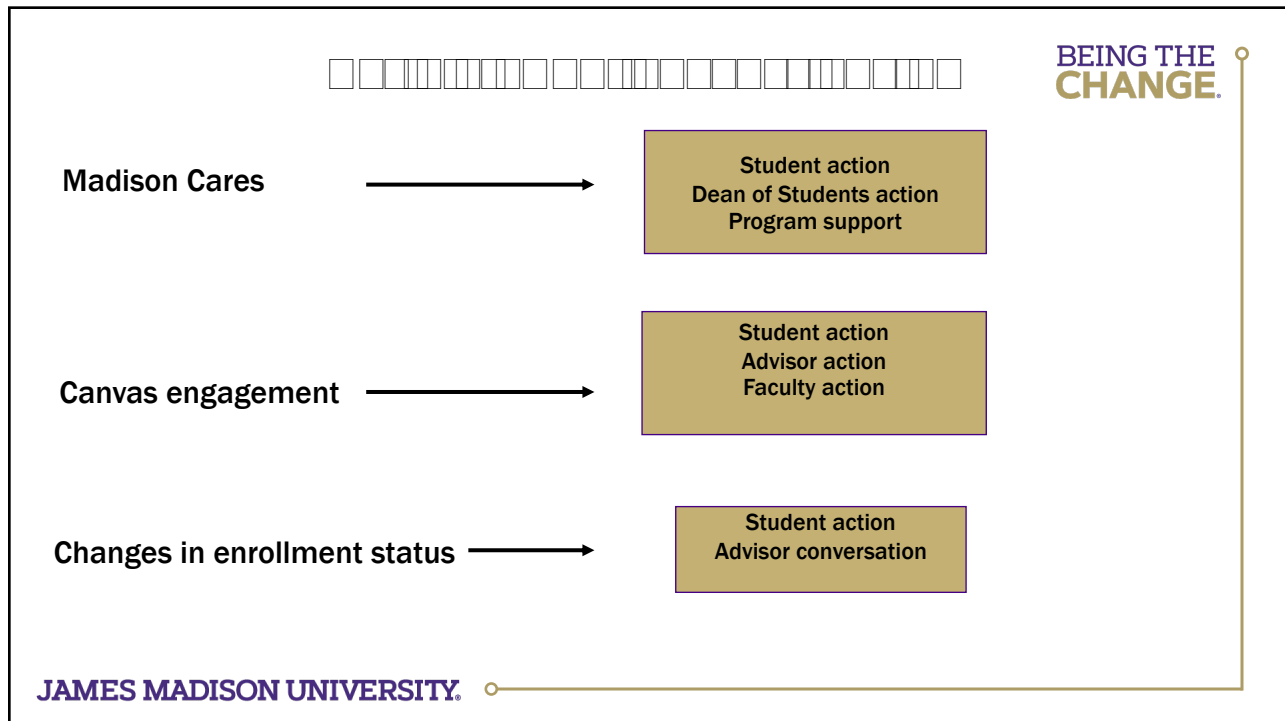 BEING THE
CHANGE.
Madison Cares
Student action
Dean of Students action
Program support
Canvas engagement
Student action
Advisor action
Faculty action
Changes in enrollment status
Student action
Advisor conversation
JAMES MADISON UNIVERSITY®